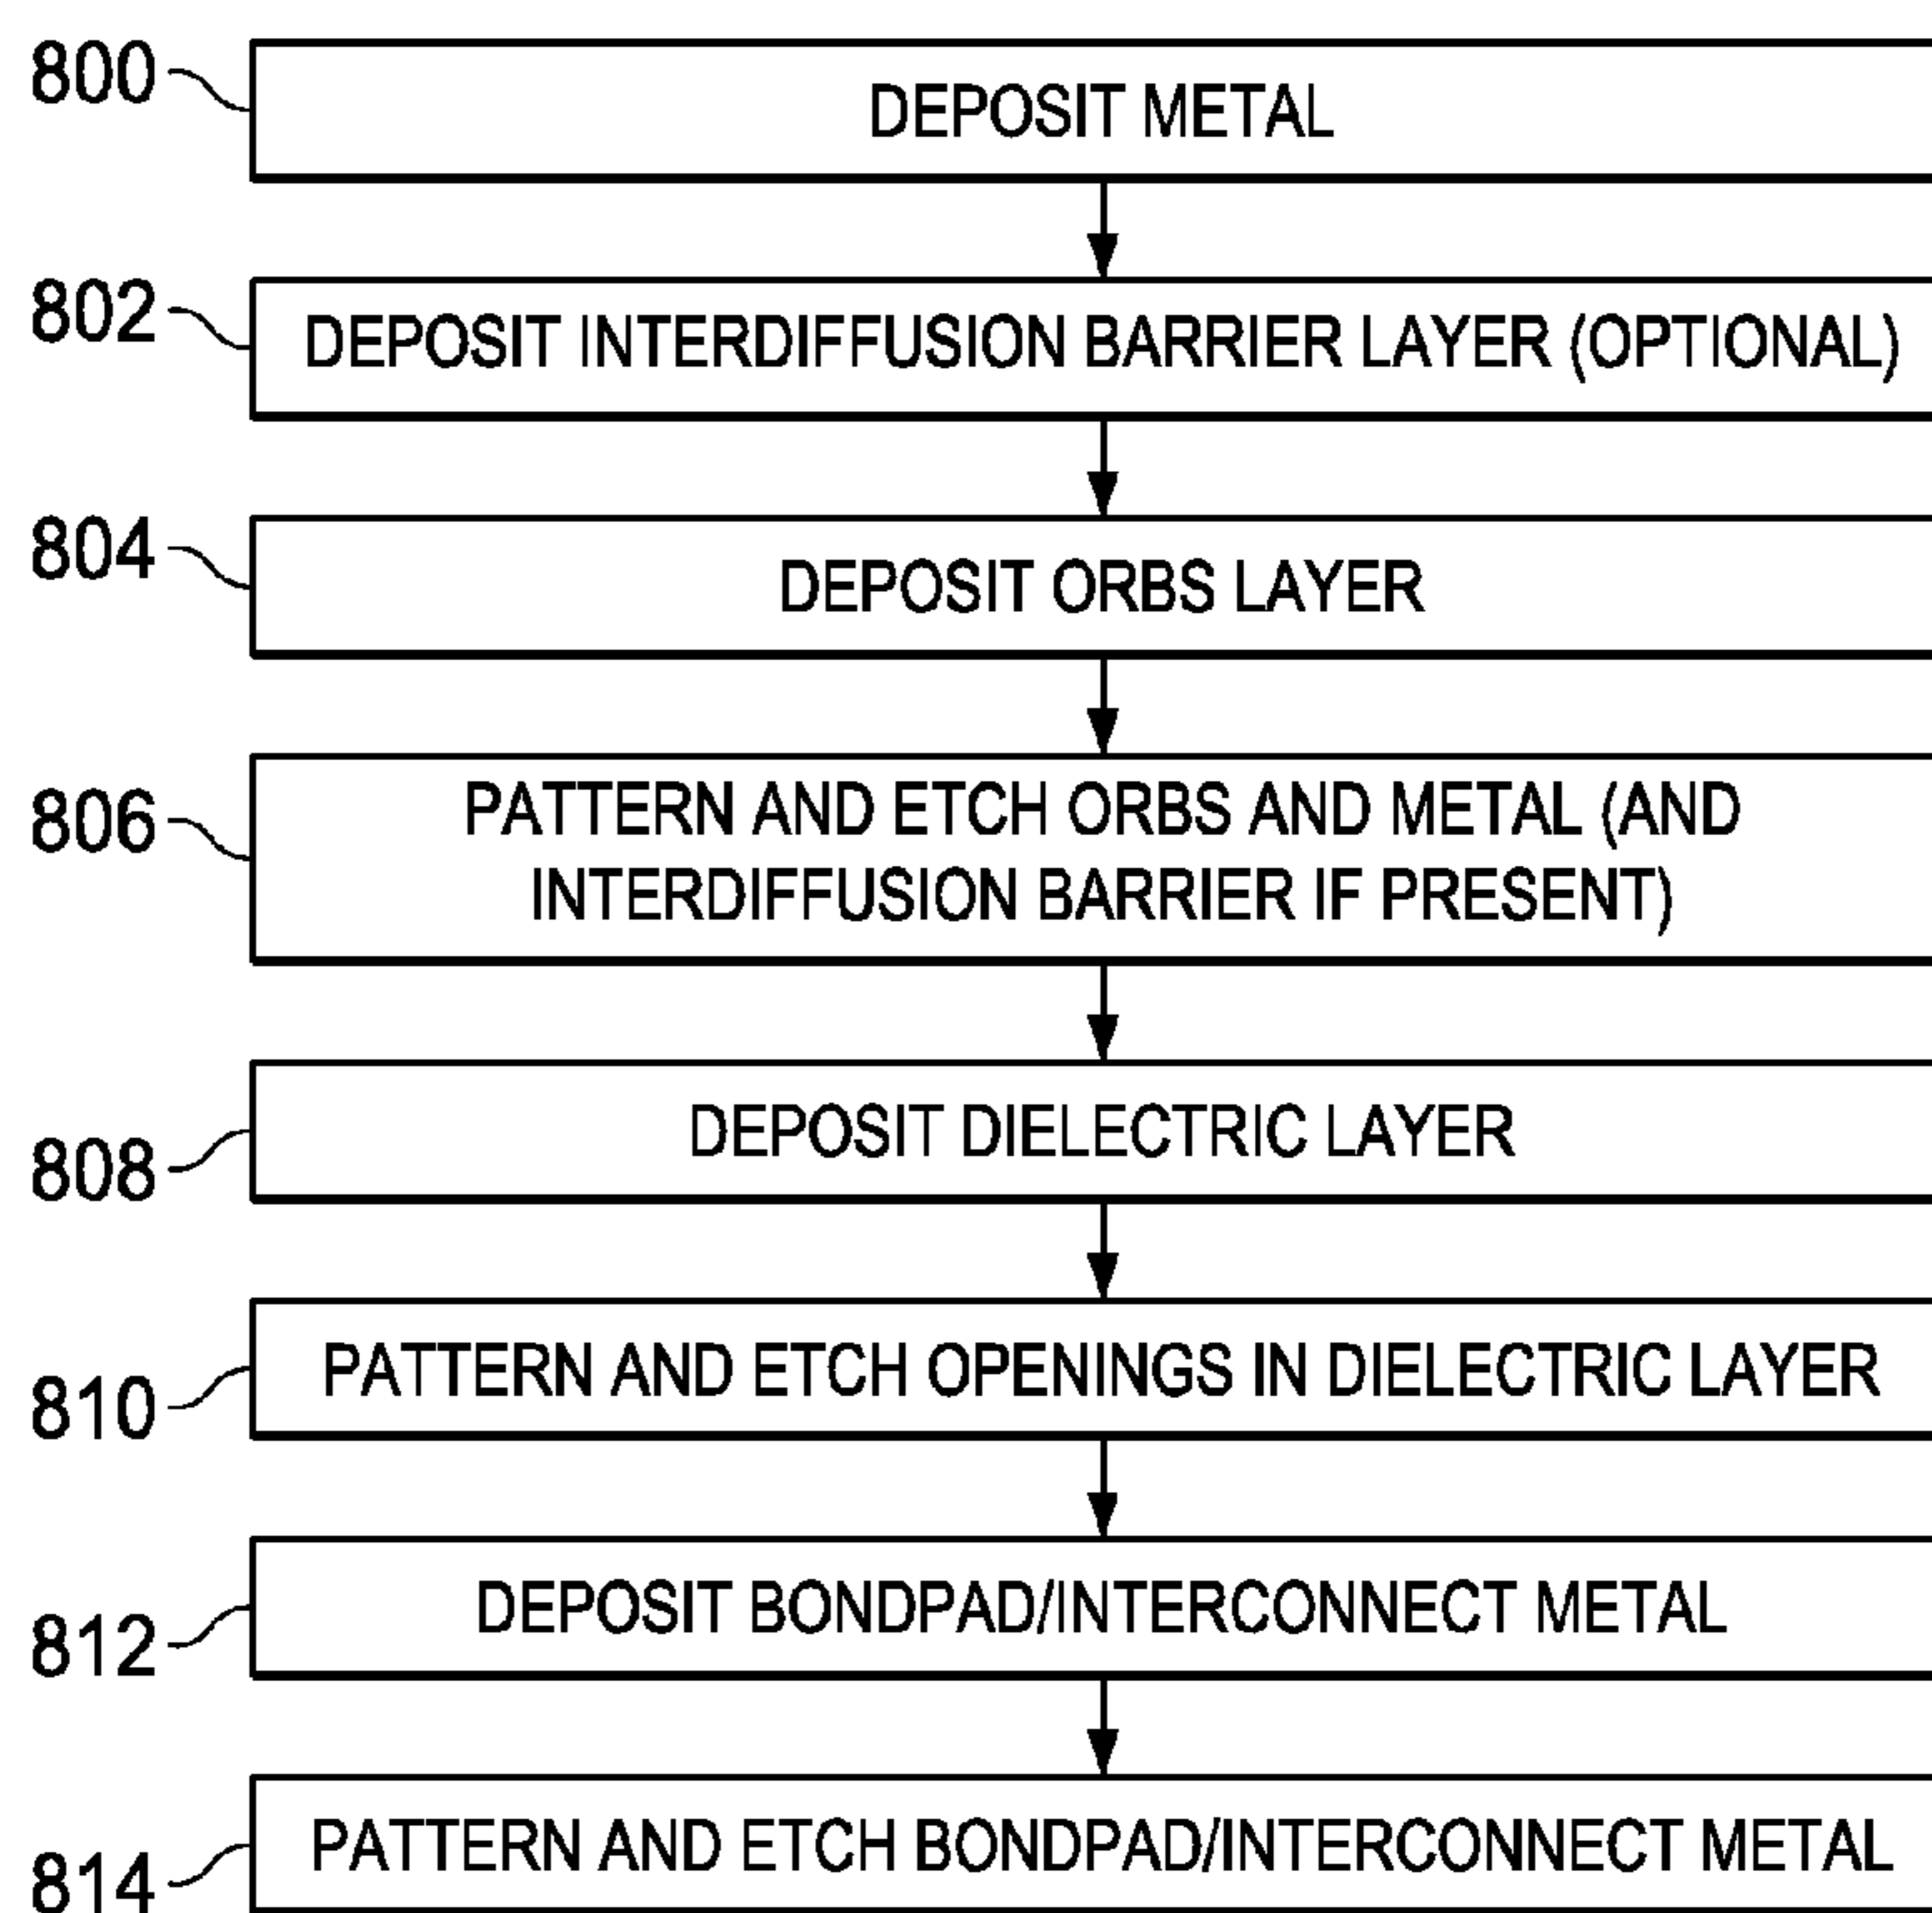 800
DEPOSIT METAL
802
DEPOSIT INTERDIFFUSION BARRIER LAYER (OPTIONAL)
804
DEPOSIT ORBS LAYER
806
PATTERN AND ETCH ORBS AND METAL (AND
INTERDIFFUSION BARRIER IF PRESENT)
808
DEPOSIT DIELECTRIC LAYER
810
PATTERN AND ETCH OPENINGS IN DIELECTRIC LAYER
812
DEPOSIT BONDPAD/INTERCONNECT METAL
814
PATTERN AND ETCH BONDPAD/INTERCONNECT METAL